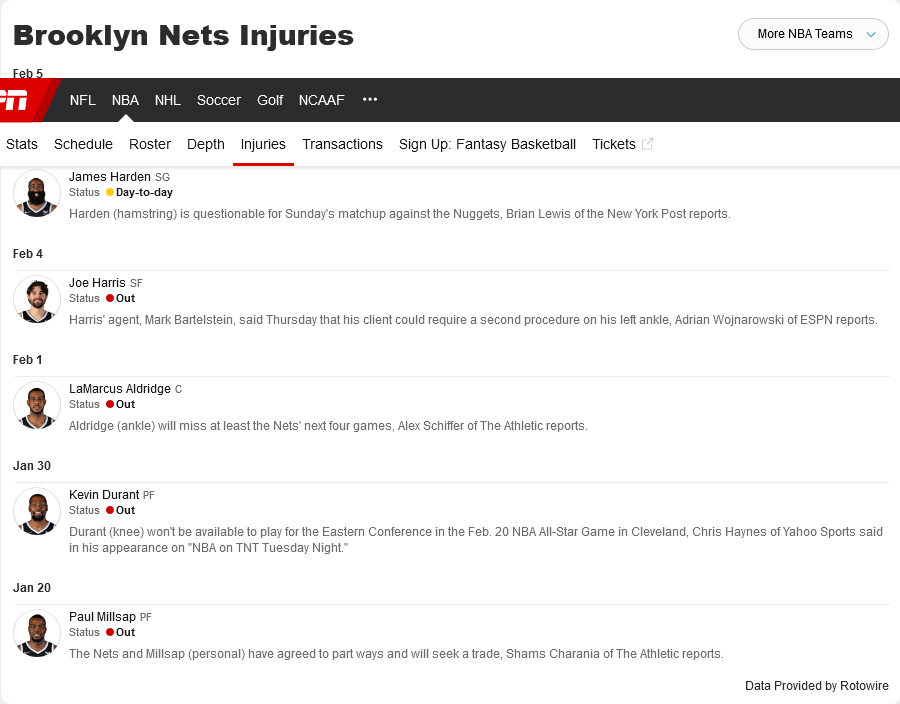 Brooklyn Nets Injuries
More NBA Teams
Feb 5
NFL NBA NHL Soccer Golf NCAAF •••
Stats Schedule Roster Depth Injuries Transactions Sign Up: Fantasy Basketball Tickets
James Harden SG
Status Day-to-day
Harden (hamstring) is questionable for Sunday's matchup against the Nuggets, Brian Lewis of the New York Post reports.
Feb 4
Joe Harris SF
Status Out
Harris' agent, Mark Bartelstein, said Thursday that his client could require a second procedure on his left ankle, Adrian Wojnarowski of ESPN reports.
Feb 1
LaMarcus Aldridge C
Status Out
Aldridge (ankle) will miss at least the Nets' next four games, Alex Schiffer of The Athletic reports.
Jan 30
Kevin Durant PF
Status Out
Durant (knee) won't be available to play for the Eastern Conference in the Feb. 20 NBA All-Star Game in Cleveland, Chris Haynes of Yahoo Sports said
in his appearance on "NBA on TNT Tuesday Night."
Jan 20
Paul Millsap PF
Status Out
The Nets and Millsap (personal) have agreed to part ways and will seek a trade, Shams Charania of The Athletic reports.
Data Provided by Rotowire